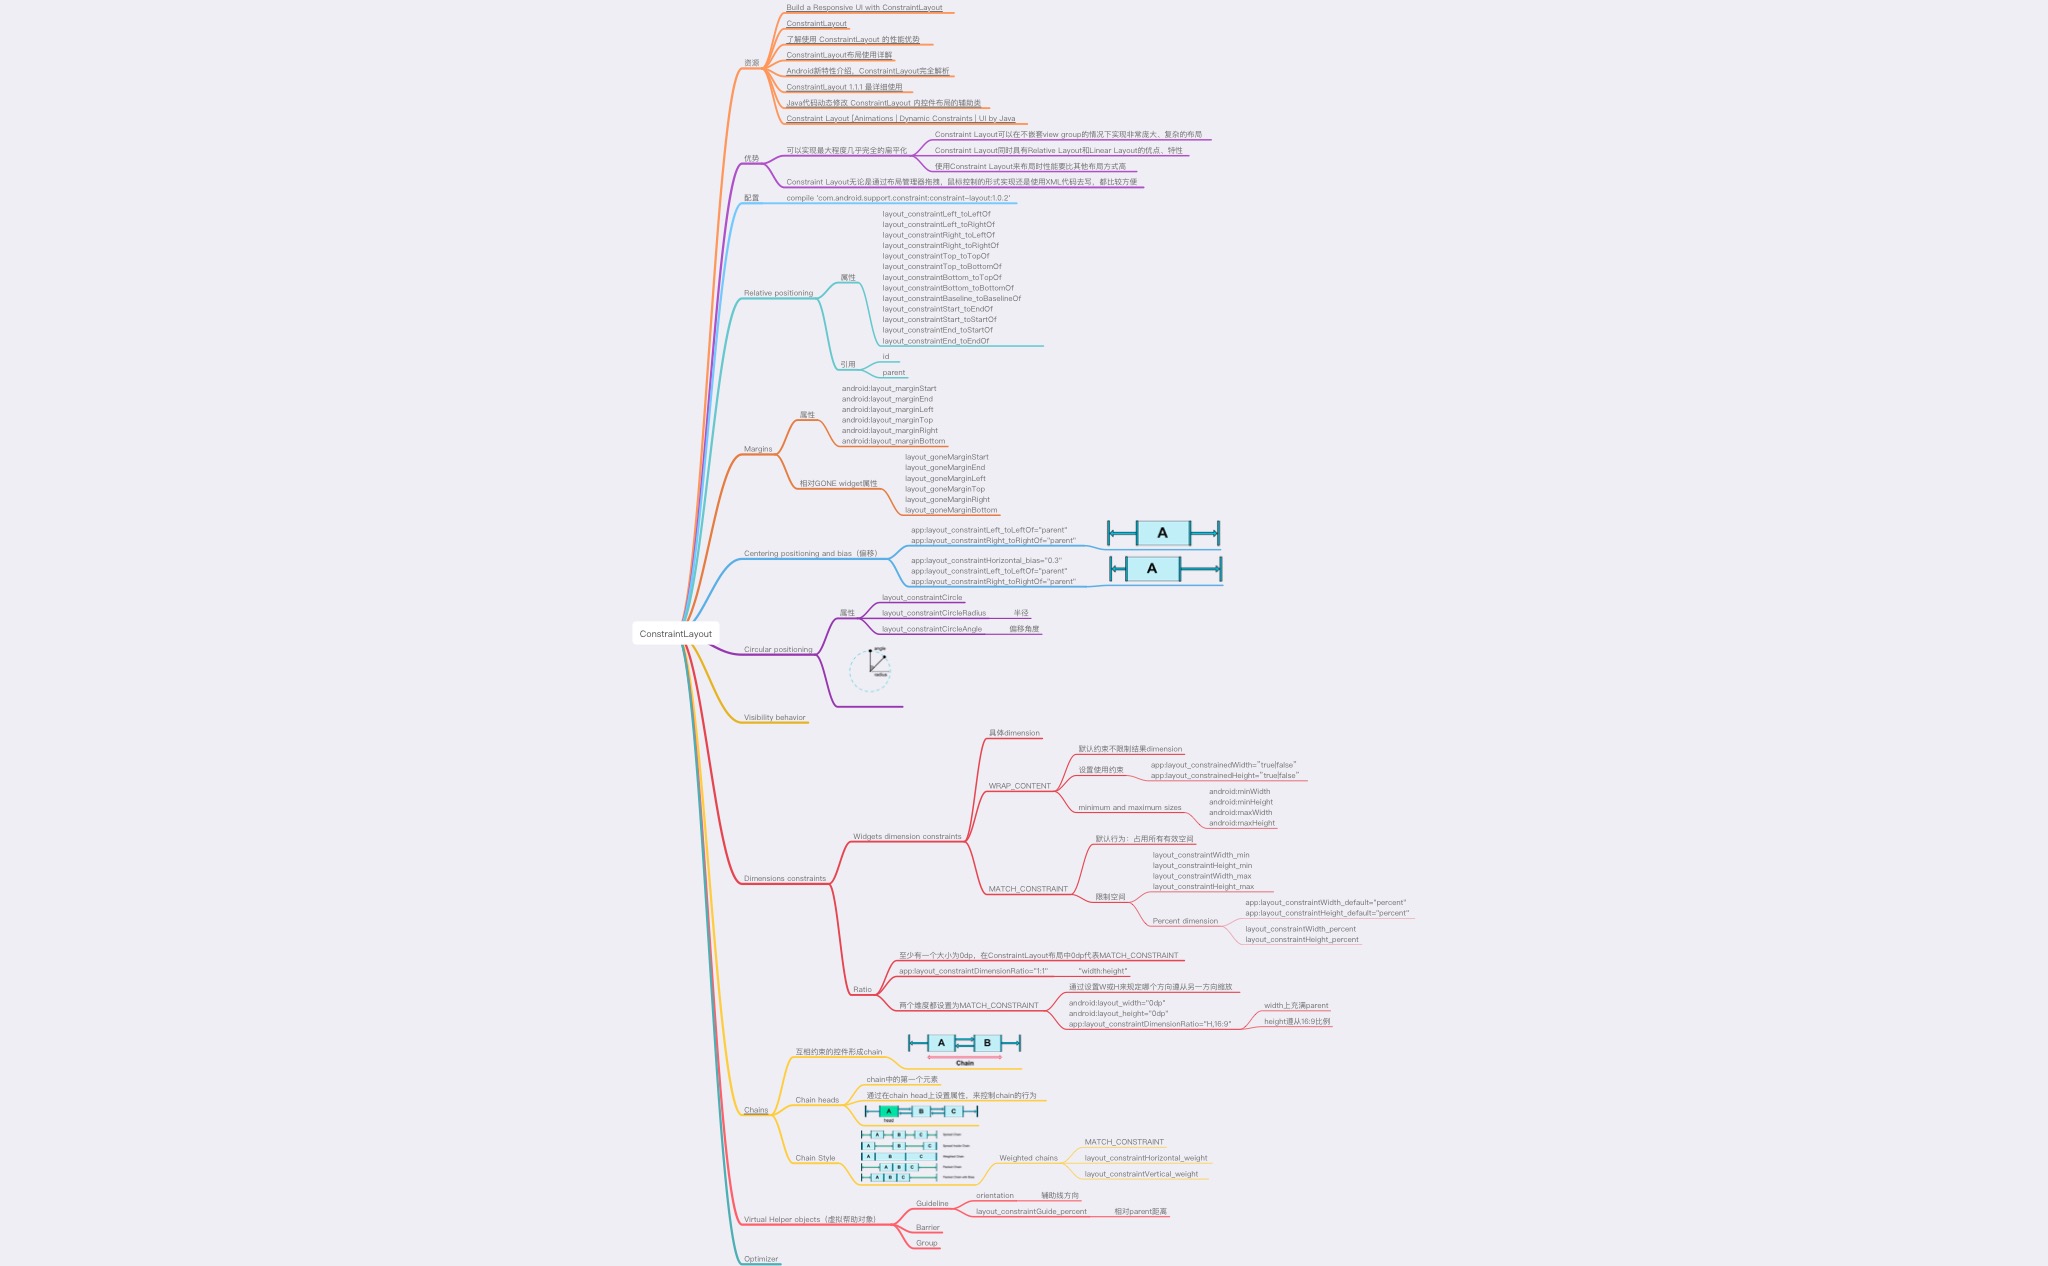 Build a Responsive UI with ConstraintLayout
ConstraintLayout
了解使用 ConstraintLayout 的性能优势
ConstraintLayout布局使用详解
Android新特性介绍，ConstraintLayout完全解析
ConstraintLayout 1.1.1 最详细使用
Java代码动态修改 ConstraintLayout 内控件布局的辅助类
Constraint Layout [Animations | Dynamic Constraints | UI by Java
资源
Constraint Layout可以在不嵌套view group的情况下实现非常庞大、复杂的布局
可以实现最大程度几乎完全的扁平化
Constraint Layout同时具有Relative Layout和Linear Layout的优点、特性
使用Constraint Layout来布局时性能要比其他布局方式高
优势
Constraint Layout无论是通过布局管理器拖拽，鼠标控制的形式实现还是使用XML代码去写，都比较方便
配置
compile 'com.android.support.constraint:constraint-layout:1.0.2'
Relative positioning
属性
layout_constraintLeft_toLeftOf
layout_constraintLeft_toRightOf
layout_constraintRight_toLeftOf
layout_constraintRight_toRightOf
layout_constraintTop_toTopOf
layout_constraintTop_toBottomOf
layout_constraintBottom_toTopOf
layout_constraintBottom_toBottomOf
layout_constraintBaseline_toBaselineOf
layout_constraintStart_toEndOf
layout_constraintStart_toStartOf
layout_constraintEnd_toStartOf
layout_constraintEnd_toEndOf
引用
id
parent
Margins
属性
android:layout_marginStart
android:layout_marginEnd
android:layout_marginLeft
android:layout_marginTop
android:layout_marginRight
android:layout_marginBottom
相对GONE widget属性
layout_goneMarginStart
layout_goneMarginEnd
layout_goneMarginLeft
layout_goneMarginTop
layout_goneMarginRight
layout_goneMarginBottom
Centering positioning and bias（偏移）
app:layout_constraintLeft_toLeftOf="parent"
app:layout_constraintRight_toRightOf="parent"
A
app:layout_constraintHorizontal_bias="0.3"
app:layout_constraintLeft_toLeftOf="parent"
app:layout_constraintRight_toRightOf="parent"
A
ConstraintLayout
Circular positioning
属性
layout_constraintCircle
layout_constraintCircleRadius
半径
layout_constraintCircleAngle
偏移角度
angle
radius
Visibility behavior
Dimensions constraints
Widgets dimension constraints
具体dimension
WRAP_CONTENT
默认约束不限制结果dimension
设置使用约束
app:layout_constrainedWidth="true|false"
app:layout_constrainedHeight="true|false"
minimum and maximum sizes
android:minWidth
android:minHeight
android:maxWidth
android:maxHeight
MATCH_CONSTRAINT
默认行为：占用所有有效空间
限制空间
layout_constraintWidth_min
layout_constraintHeight_min
layout_constraintWidth_max
layout_constraintHeight_max
Percent dimension
app:layout_constraintWidth_default="percent"
app:layout_constraintHeight_default="percent"
layout_constraintWidth_percent
layout_constraintHeight_percent
Ratio
至少有一个大小为0dp，在ConstraintLayout布局中0dp代表MATCH_CONSTRAINT
app:layout_constraintDimensionRatio="1:1"
"width:height"
两个维度都设置为MATCH_CONSTRAINT
通过设置W或H来规定哪个方向遵从另一方向缩放
android:layout_width="0dp"
android:layout_height="0dp"
app:layout_constraintDimensionRatio="H,16:9"
width上充满parent
height遵从16:9比例
Chains
互相约束的控件形成chain
A B
Chain
Chain heads
chain中的第一个元素
通过在chain head上设置属性，来控制chain的行为
A B C
head
Chain Style
A B C Spread Chain
A B C Spread Inside Chain
A B C Weighted Chain
A B C Packed Chain
A B C Packed Chain with Bias
Weighted chains
MATCH_CONSTRAINT
layout_constraintHorizontal_weight
layout_constraintVertical_weight
Virtual Helper objects（虚拟帮助对象）
Guideline
orientation
辅助线方向
layout_constraintGuide_percent
相对parent距离
Barrier
Group
Optimizer